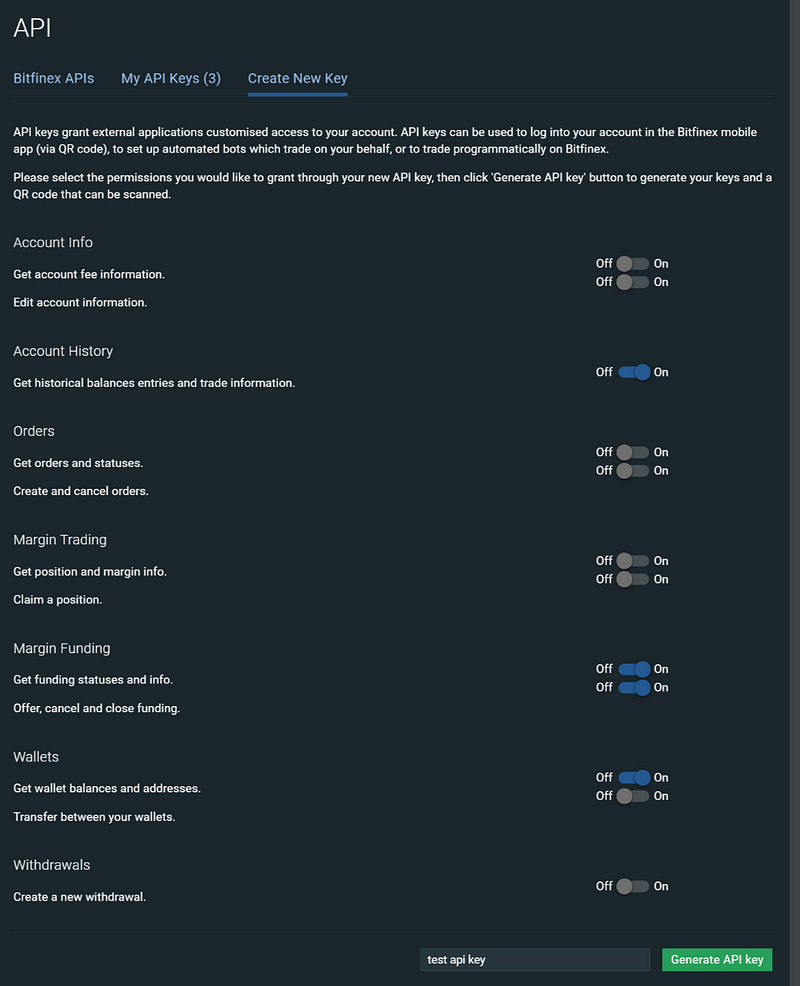 API
Bitfinex APIs My API Keys (3) Create New Key
API keys grant external applications customised access to your account. API keys can be used to log into your account in the Bitfinex mobile
app (via QR code), to set up automated bots which trade on your behalf, or to trade programmatically on Bitfinex.
Please select the permissions you would like to grant through your new API key, then click 'Generate API key' button to generate your keys and a
QR code that can be scanned.
Account Info
Off On
Get account fee information.
Off On
Edit account information.
Account History
Off On
Get historical balances entries and trade information.
Orders
Off On
Get orders and statuses.
Off On
Create and cancel orders.
Margin Trading
Off On
Get position and margin info.
Off On
Claim a position.
Margin Funding
Off On
Get funding statuses and info.
Off On
Offer, cancel and close funding.
Wallets
Off On
Get wallet balances and addresses.
Off On
Transfer between your wallets.
Withdrawals
Off On
Create a new withdrawal.
test api key Generate API key